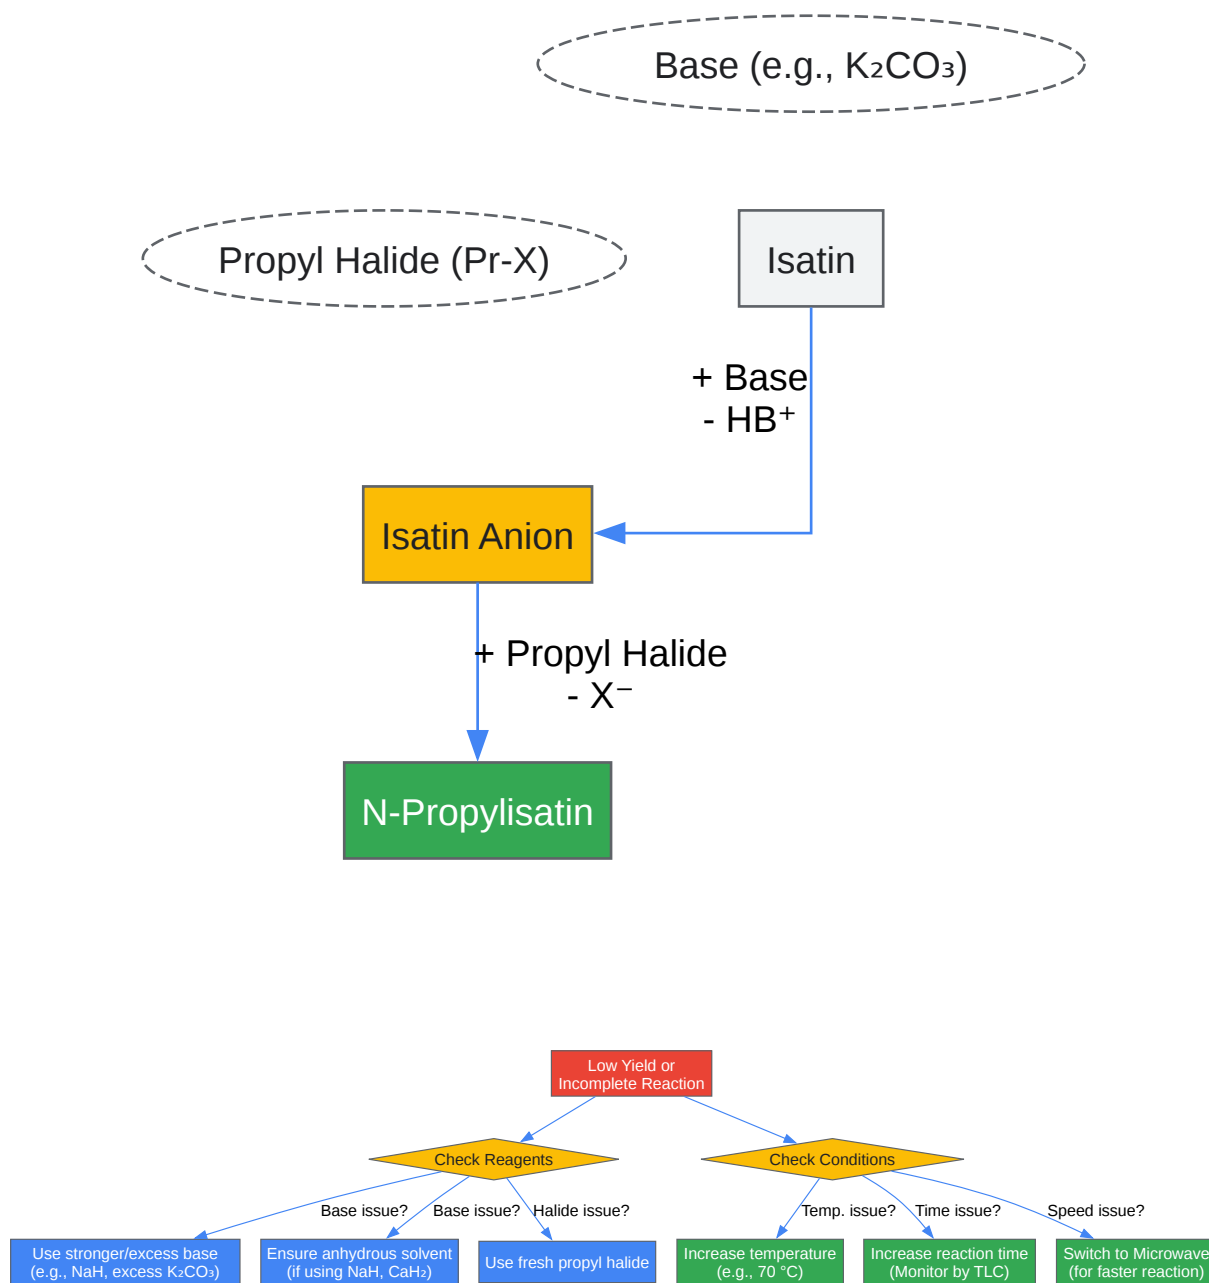 Base (e.g., K₂CO₃)
Propyl Halide (Pr-X)
Isatin
+ Base
- HB⁺
Isatin Anion
+ Propyl Halide
- X⁻
N-Propylisatin
Low Yield or
Incomplete Reaction
Check Reagents
Check Conditions
Base issue?
Base issue?
Halide issue?
Temp. issue?
Time issue?
Speed issue?
Use stronger/excess base
(e.g., NaH, excess K₂CO₃)
Ensure anhydrous solvent
(if using NaH, CaH₂)
Use fresh propyl halide
Increase temperature
(e.g., 70 °C)
Increase reaction time
(Monitor by TLC)
Switch to Microwave
(for faster reaction)